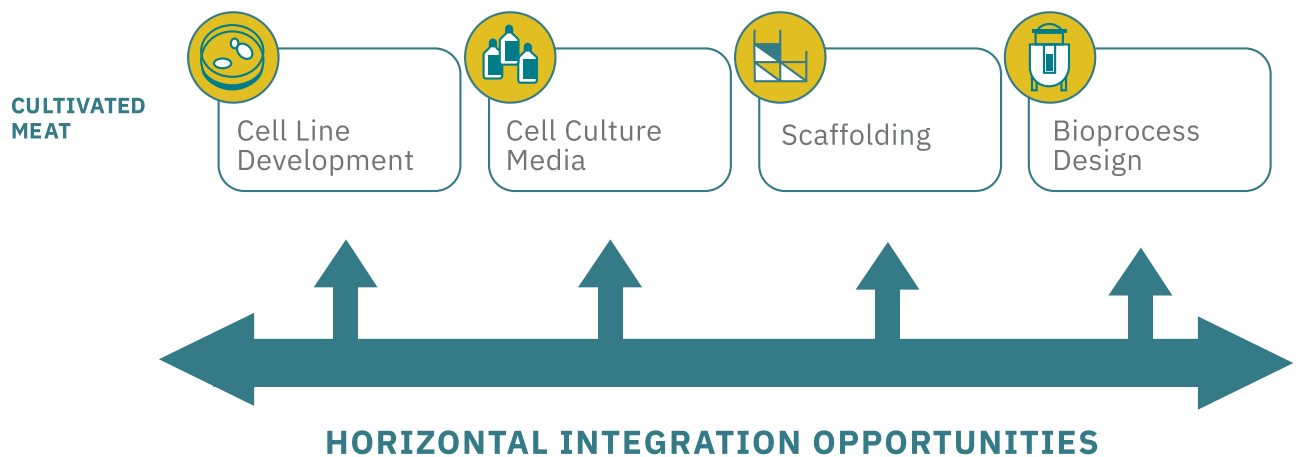 CULTIVATED
MEAT
Cell Line
Development
Cell Culture
Media
Scaffolding
Bioprocess
Design
HORIZONTAL INTEGRATION OPPORTUNITIES